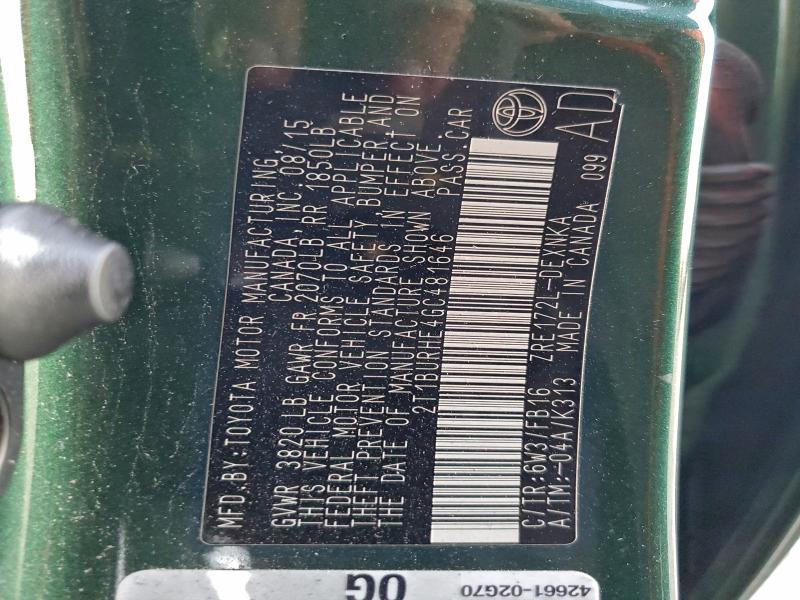 MFD. BY: TOYOTA MOTOR MANUFACTURING,
CANADA, INC. 08/15
GVWR 3820 LB GAWR FR 2070LB RR 1850LB
THIS VEHICLE CONFORMS TO ALL APPLICABLE
FEDERAL MOTOR VEHICLE SAFETY BUMPER, AND
THEFT PREVENTION STANDARDS IN EFFECT ON
THE DATE OF MANUFACTURE SHOWN ABOVE
2T1BURHE4GC481646 PASS. CAR
C/TR:6W3/FB16 ZRE172L-DEXNKA
A/TM:-04A/K313 MADE IN CANADA 099 AD
42661-02G70
0G